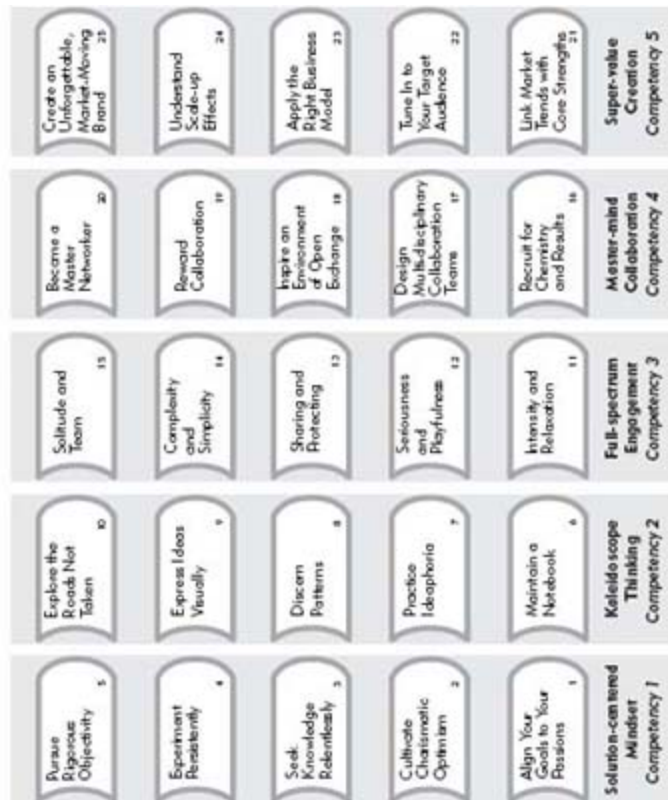 Pursue
Rigorous
Objectivity
5
Experiment
Persistently
4
Seek
Knowledge
Relentlessly
3
Cultivate
Charismatic
Optimism
2
Align Your
Goals to Your
Passions
1
Solution-centered
Mindset
Competency 1
Explore the
Roads Not
Taken
10
Express Ideas
Visually
9
Discern
Patterns
8
Practice
Ideaphoria
7
Maintain a
Notebook
6
Kaleidoscope
Thinking
Competency 2
Solitude and
Team
15
Complexity
and
Simplicity
14
Sharing and
Protecting
13
Seriousness
and
Playfulness
12
Intensity and
Relaxation
11
Full-spectrum
Engagement
Competency 3
Become a
Master
Networker
20
Reward
Collaboration
19
Inspire an
Environment
of Open
Exchange
18
Design
Multi-disciplinary
Collaboration
Teams
17
Recruit for
Chemistry
and Results
16
Master-mind
Collaboration
Competency 4
Create an
Unforgettable,
Market-Moving
Brand
25
Understand
Scale-up
Effects
24
Apply the
Right Business
Model
23
Tune In to
Your Target
Audience
22
Link Market
Trends with
Core Strengths
21
Super-value
Creation
Competency 5